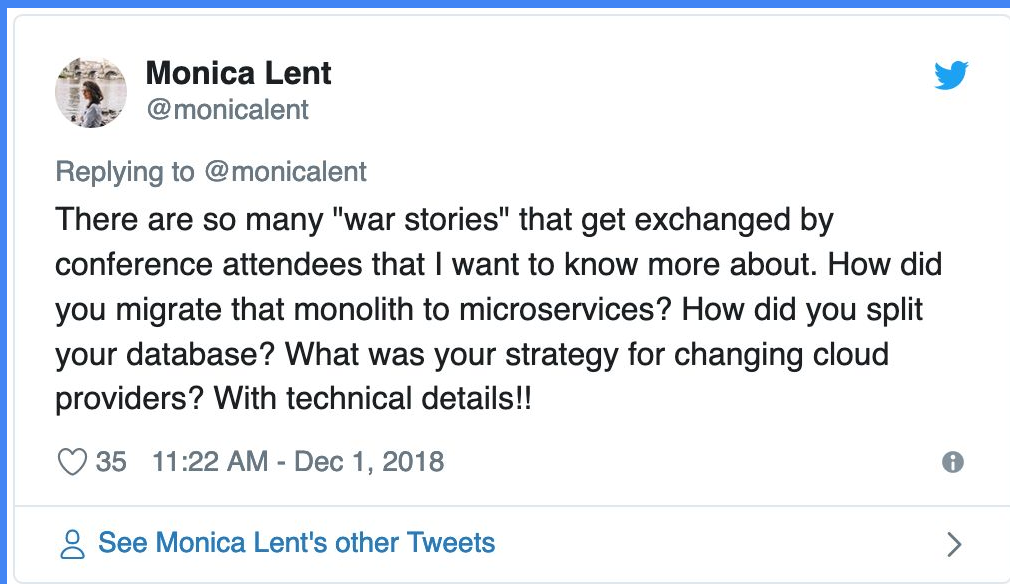 Monica Lent
@monicalent
Replying to @monicalent
There are so many "war stories" that get exchanged by
conference attendees that I want to know more about. How did
you migrate that monolith to microservices? How did you split
your database? What was your strategy for changing cloud
providers? With technical details!!
35 11:22 AM - Dec 1, 2018
See Monica Lent's other Tweets